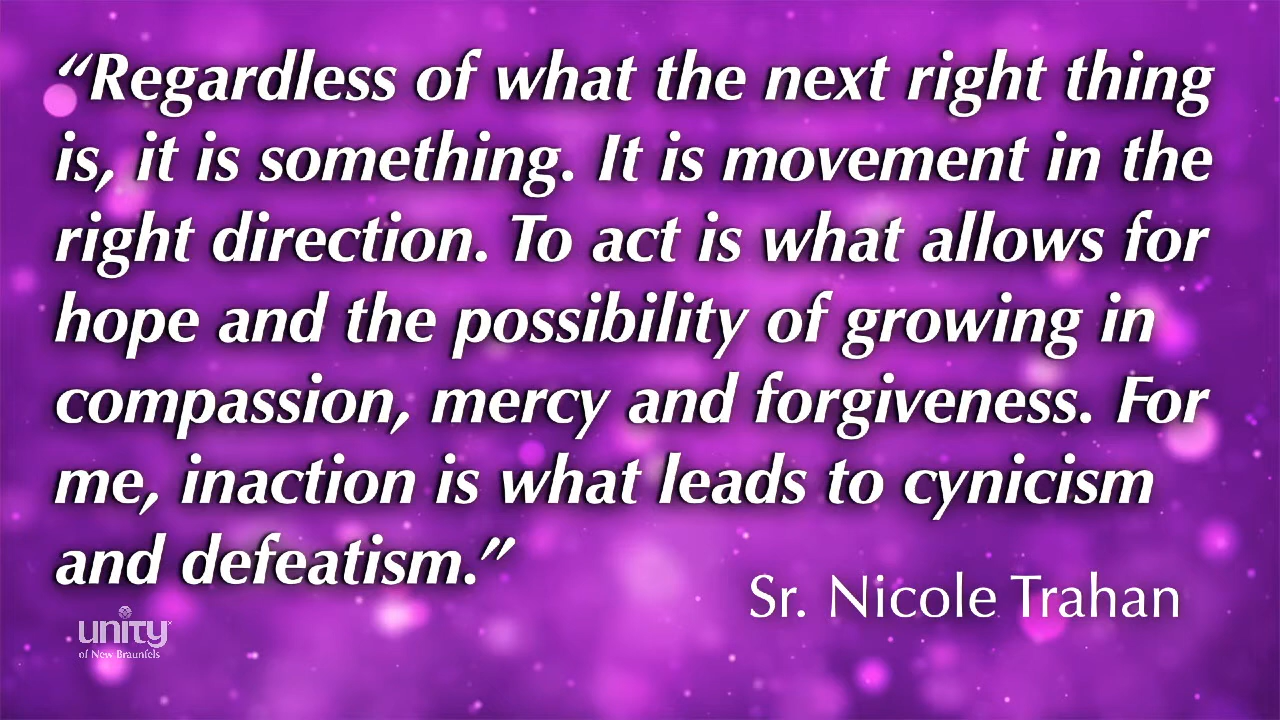 “Regardless of what the next right thing
is, it is something. It is movement in the
right direction. To act is what allows for
hope and the possibility of growing in
compassion, mercy and forgiveness. For
me, inaction is what leads to cynicism
and defeatism.”
Sr. Nicole Trahan
unity
of New Braunfels